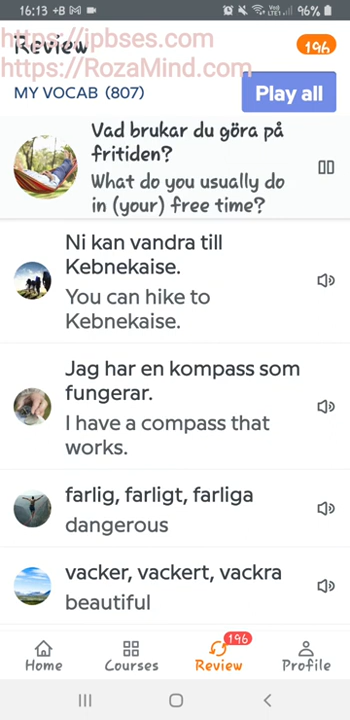 16:13 +B M 96%
https://jpbses.com
Review
196
https://RozaMind.com
MY VOCAB (807)
Play all
Vad brukar du göra på
fritiden?
What do you usually do
in (your) free time?
Ni kan vandra till
Kebnekaise.
You can hike to
Kebnekaise.
Jag har en kompass som
fungerar.
I have a compass that
works.
farlig, farligt, farliga
dangerous
vacker, vackert, vackra
beautiful
196
Home
Courses
Review
Profile